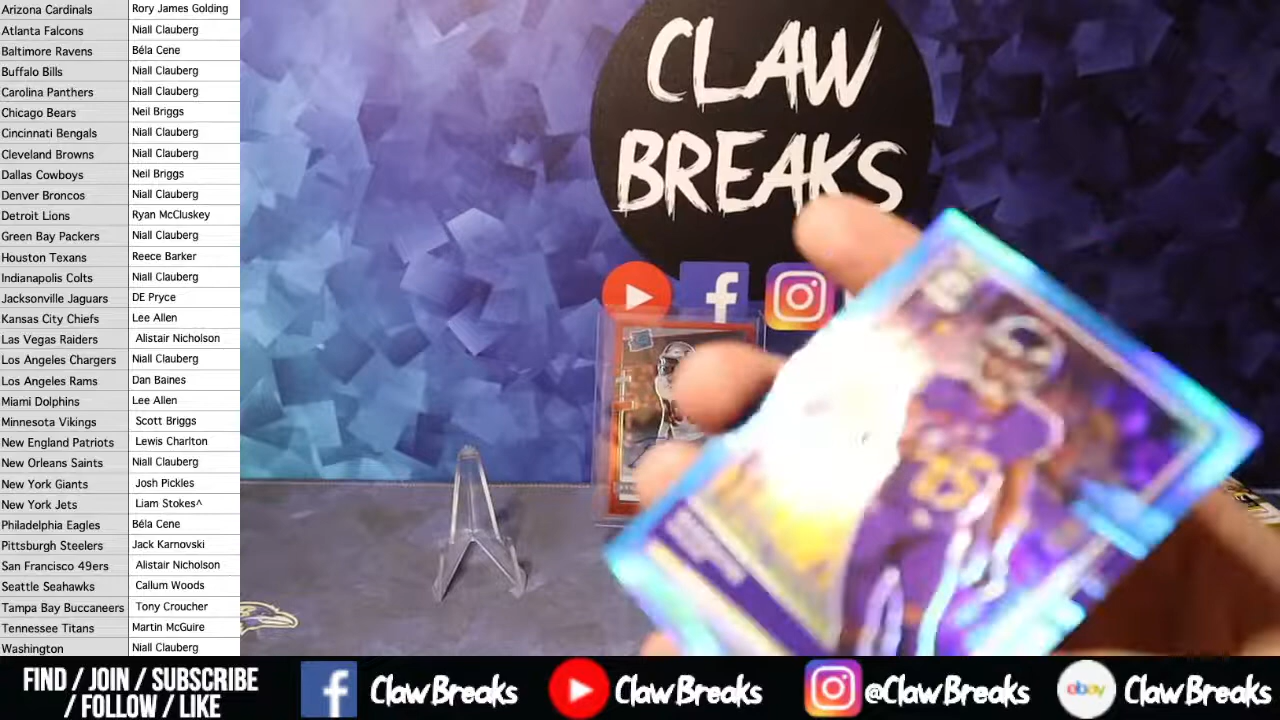 Arizona Cardinals Rory James Golding
Atlanta Falcons Niall Clauberg
Baltimore Ravens Béla Cene
Buffalo Bills Niall Clauberg
Carolina Panthers Niall Clauberg
Chicago Bears Neil Briggs
Cincinnati Bengals Niall Clauberg
Cleveland Browns Niall Clauberg
Dallas Cowboys Neil Briggs
Denver Broncos Niall Clauberg
Detroit Lions Ryan McCluskey
Green Bay Packers Niall Clauberg
Houston Texans Reece Barker
Indianapolis Colts Niall Clauberg
Jacksonville Jaguars DE Pryce
Kansas City Chiefs Lee Allen
Las Vegas Raiders Alistair Nicholson
Los Angeles Chargers Niall Clauberg
Los Angeles Rams Dan Baines
Miami Dolphins Lee Allen
Minnesota Vikings Scott Briggs
New England Patriots Lewis Charlton
New Orleans Saints Niall Clauberg
New York Giants Josh Pickles
New York Jets Liam Stokes^
Philadelphia Eagles Béla Cene
Pittsburgh Steelers Jack Karnovski
San Francisco 49ers Alistair Nicholson
Seattle Seahawks Callum Woods
Tampa Bay Buccaneers Tony Croucher
Tennessee Titans Martin McGuire
Washington Niall Clauberg
CLAW
BREAKS
FIND / JOIN / SUBSCRIBE
/ FOLLOW / LIKE
ClawBreaks
ClawBreaks
@ClawBreaks
ebay
ClawBreaks